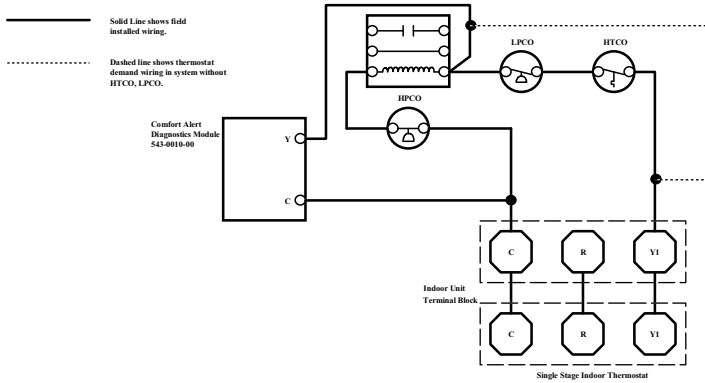 Solid Line shows field
installed wiring.
Dashed line shows thermostat
demand wiring in system without
HTCO, LPCO.
LPCO
HTCO
HPCO
Comfort Alert
Diagnostics Module
543-0010-00
Y
C
C
R
Y1
Indoor Unit
Terminal Block
C
R
Y1
Single Stage Indoor Thermostat